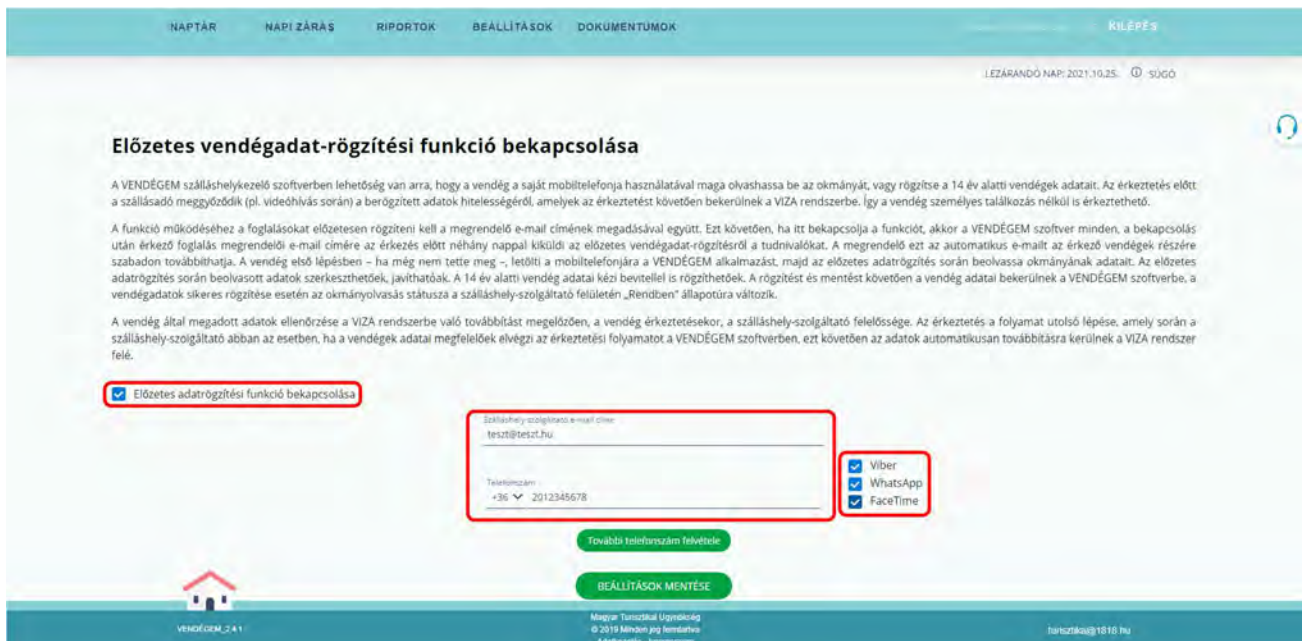 NAPTÁR NAPI ZÁRÁS RIPORTOK BEÁLLÍTÁSOK DOKUMENTUMOK KILÉPÉS
LEZÁRANDÓ NAP: 2021.10.25. SÚGÓ
Előzetes vendégadat-rögzítési funkció bekapcsolása
A VENDÉGEM szálláshelykezelő szoftverben lehetőség van arra, hogy a vendég a saját mobiltelefonja használatával maga olvashassa be az okmányát, vagy rögzítse a 14 év alatti vendégek adatait. Az érkeztetés előtt
a szállásadó meggyőződik (pl. videóhívás során) a berögzített adatok hitelességéről, amelyek az érkeztetést követően bekerülnek a VIZA rendszerbe. Így a vendég személyes találkozás nélkül is érkeztethető.
A funkció működéséhez a foglalásokat előzetesen rögzíteni kell a megrendelő e-mail címének megadásával együtt. Ezt követően, ha itt bekapcsolja a funkciót, akkor a VENDÉGEM szoftver minden, a bekapcsolás
után érkező foglalás megrendelői e-mail címére az érkezés előtt néhány nappal kiküldi az előzetes vendégadat-rögzítésről a tudnivalókat. A megrendelő ezt az automatikus e-mailt az érkező vendégek részére
szabadon továbbíthatja. A vendég első lépésben – ha még nem tette meg –, letölti a mobiltelefonjára a VENDÉGEM alkalmazást, majd az előzetes adatrögzítés során beolvassa okmányának adatait. Az előzetes
adatrögzítés során beolvasott adatok szerkeszthetőek, javíthatóak. A 14 év alatti vendég adatai kézi bevitellel is rögzíthetőek. A rögzítést és mentést követően a vendég adatai bekerülnek a VENDÉGEM szoftverbe, a
vendégadatok sikeres rögzítése esetén az okmányolvasás státusza a szálláshely-szolgáltató felületén „Rendben” állapotúra változik.
A vendég által megadott adatok ellenőrzése a VIZA rendszerbe való továbbítást megelőzően, a vendég érkeztetésekor, a szálláshely-szolgáltató felelőssége. Az érkeztetés a folyamat utolsó lépése, amely során a
szálláshely-szolgáltató abban az esetben, ha a vendégek adatai megfelelőek elvégzi az érkeztetési folyamatot a VENDÉGEM szoftverben, ezt követően az adatok automatikusan továbbításra kerülnek a VIZA rendszer
felé.
Előzetes adatrögzítési funkció bekapcsolása
Szálláshely-szolgáltató e-mail címe
teszt@teszt.hu
Viber
Telefonszám WhatsApp
+36 2012345678 FaceTime
További telefonszám felvétele
BEÁLLÍTÁSOK MENTÉSE
Magyar Turisztikai Ügynökség
VENDÉGEM_2.4.1 © 2019 Minden jog fenntartva turisztika@1818.hu